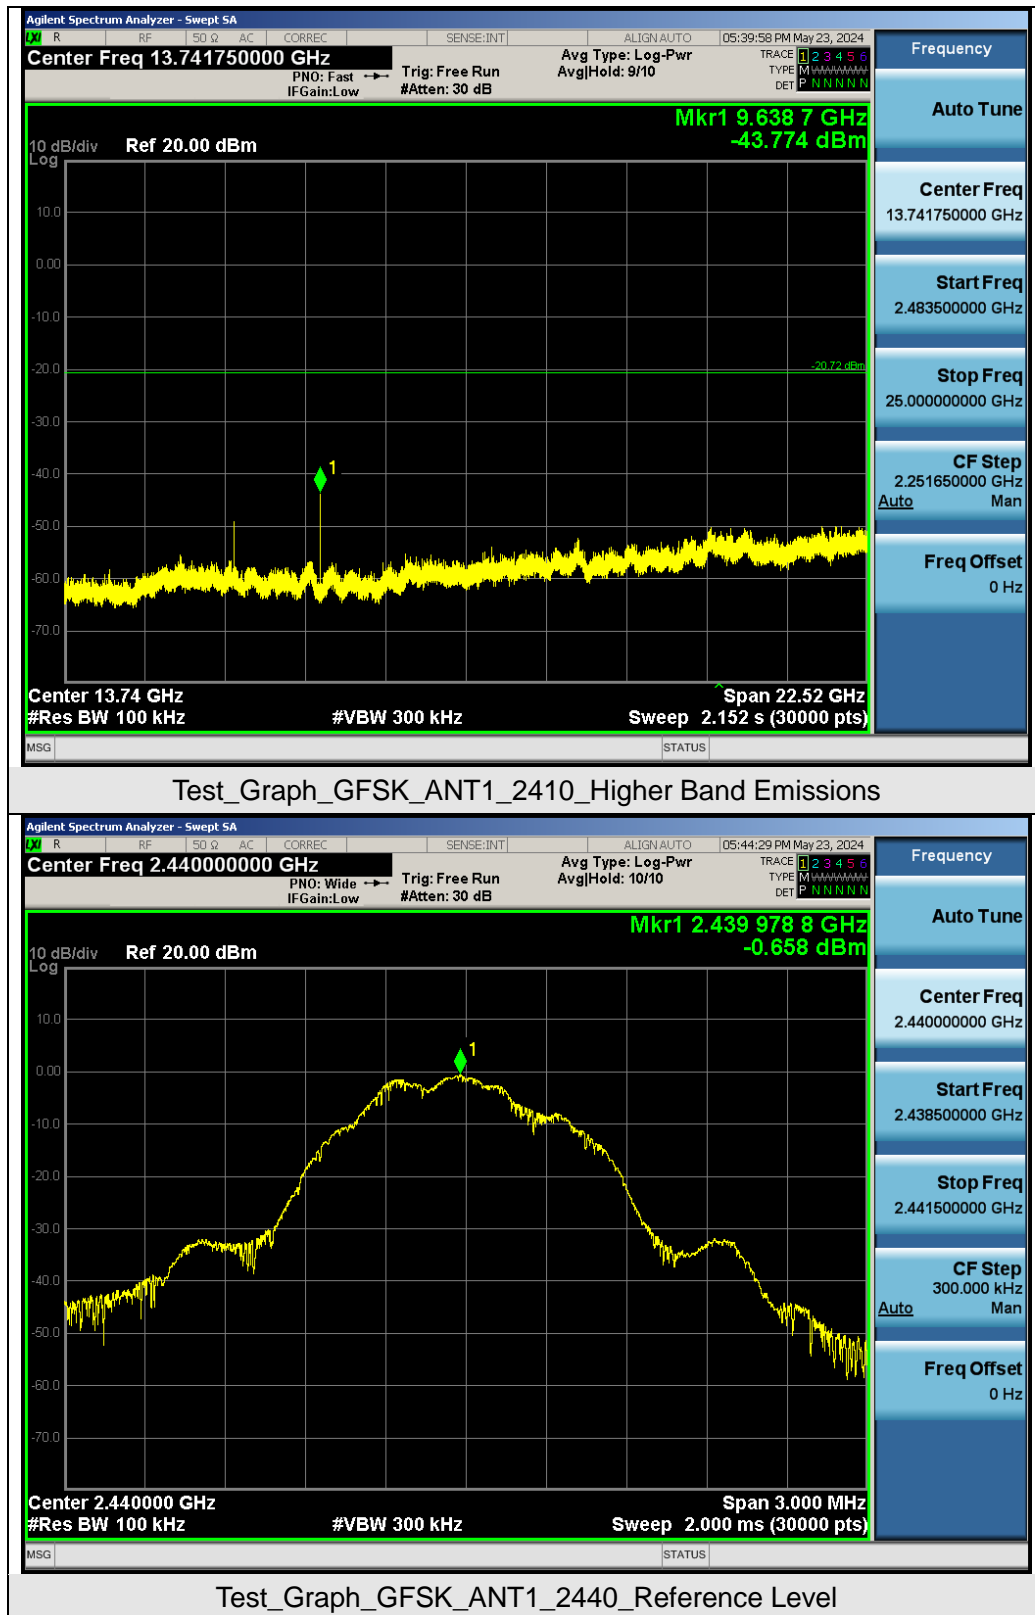 Agilent Spectrum Analyzer - Swept SA
LXI R RF 50 Ω AC CORREC SENSE:INT ALIGN AUTO 05:39:58 PM May 23, 2024
Center Freq 13.741750000 GHz
PNO: Fast
IFGain:Low
Trig: Free Run
#Atten: 30 dB
Avg Type: Log-Pwr
Avg|Hold: 9/10
TRACE 1 2 3 4 5 6
TYPE M
DET P N N N N N
Mkr1 9.638 7 GHz
-43.774 dBm
10 dB/div Ref 20.00 dBm
Log
10.0
0.00
-10.0
-20.0
-20.72 dBm
-30.0
-40.0
1
-50.0
-60.0
-70.0
Center 13.74 GHz Span 22.52 GHz
#Res BW 100 kHz #VBW 300 kHz Sweep 2.152 s (30000 pts)
MSG STATUS
Frequency
Auto Tune
Center Freq
13.741750000 GHz
Start Freq
2.483500000 GHz
Stop Freq
25.000000000 GHz
CF Step
2.251650000 GHz
Auto Man
Freq Offset
0 Hz
Test_Graph_GFSK_ANT1_2410_Higher Band Emissions
Agilent Spectrum Analyzer - Swept SA
LXI R RF 50 Ω AC CORREC SENSE:INT ALIGN AUTO 05:44:29 PM May 23, 2024
Center Freq 2.440000000 GHz
PNO: Wide
IFGain:Low
Trig: Free Run
#Atten: 30 dB
Avg Type: Log-Pwr
Avg|Hold: 10/10
TRACE 1 2 3 4 5 6
TYPE M
DET P N N N N N
Mkr1 2.439 978 8 GHz
-0.658 dBm
10 dB/div Ref 20.00 dBm
Log
10.0
1
0.00
-10.0
-20.0
-30.0
-40.0
-50.0
-60.0
-70.0
Center 2.440000 GHz Span 3.000 MHz
#Res BW 100 kHz #VBW 300 kHz Sweep 2.000 ms (30000 pts)
MSG STATUS
Frequency
Auto Tune
Center Freq
2.440000000 GHz
Start Freq
2.438500000 GHz
Stop Freq
2.441500000 GHz
CF Step
300.000 kHz
Auto Man
Freq Offset
0 Hz
Test_Graph_GFSK_ANT1_2440_Reference Level